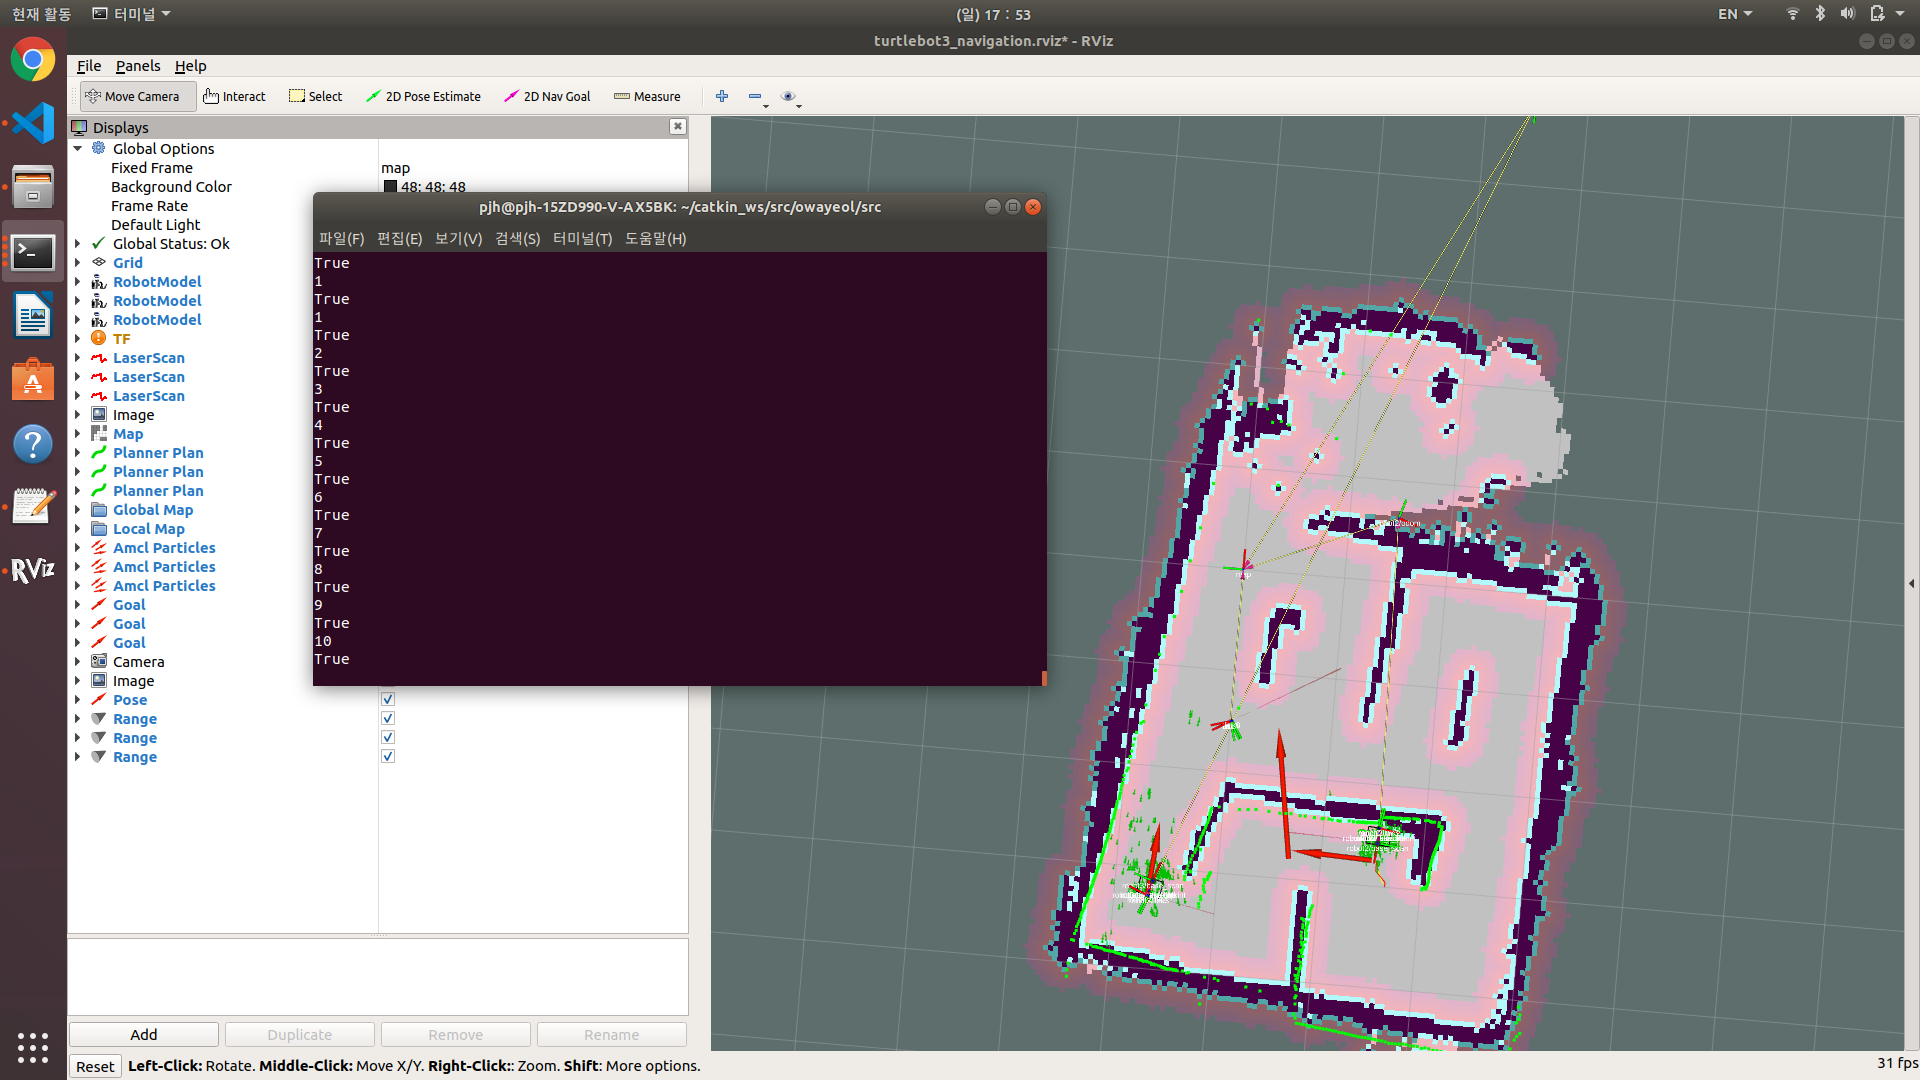 현재 활동
터미널
(일) 17 : 53
EN
turtlebot3_navigation.rviz* - RViz
File Panels Help
Move Camera Interact Select 2D Pose Estimate 2D Nav Goal Measure
Displays
Global Options
Fixed Frame map
Background Color 48; 48; 48
Frame Rate
Default Light
Global Status: Ok
Grid
RobotModel
RobotModel
RobotModel
TF
LaserScan
LaserScan
LaserScan
Image
Map
Planner Plan
Planner Plan
Planner Plan
Global Map
Local Map
Amcl Particles
Amcl Particles
Amcl Particles
Goal
Goal
Goal
Camera
Image
Pose
Range
Range
Range
pjh@pjh-15ZD990-V-AX5BK: ~/catkin_ws/src/owayeol/src
파일(F) 편집(E) 보기(V) 검색(S) 터미널(T) 도움말(H)
True
1
True
1
True
2
True
3
True
4
True
5
True
6
True
7
True
8
True
9
True
10
True
map
RViz
Add Duplicate Remove Rename
Reset Left-Click: Rotate. Middle-Click: Move X/Y. Right-Click:: Zoom. Shift: More options.
31 fps